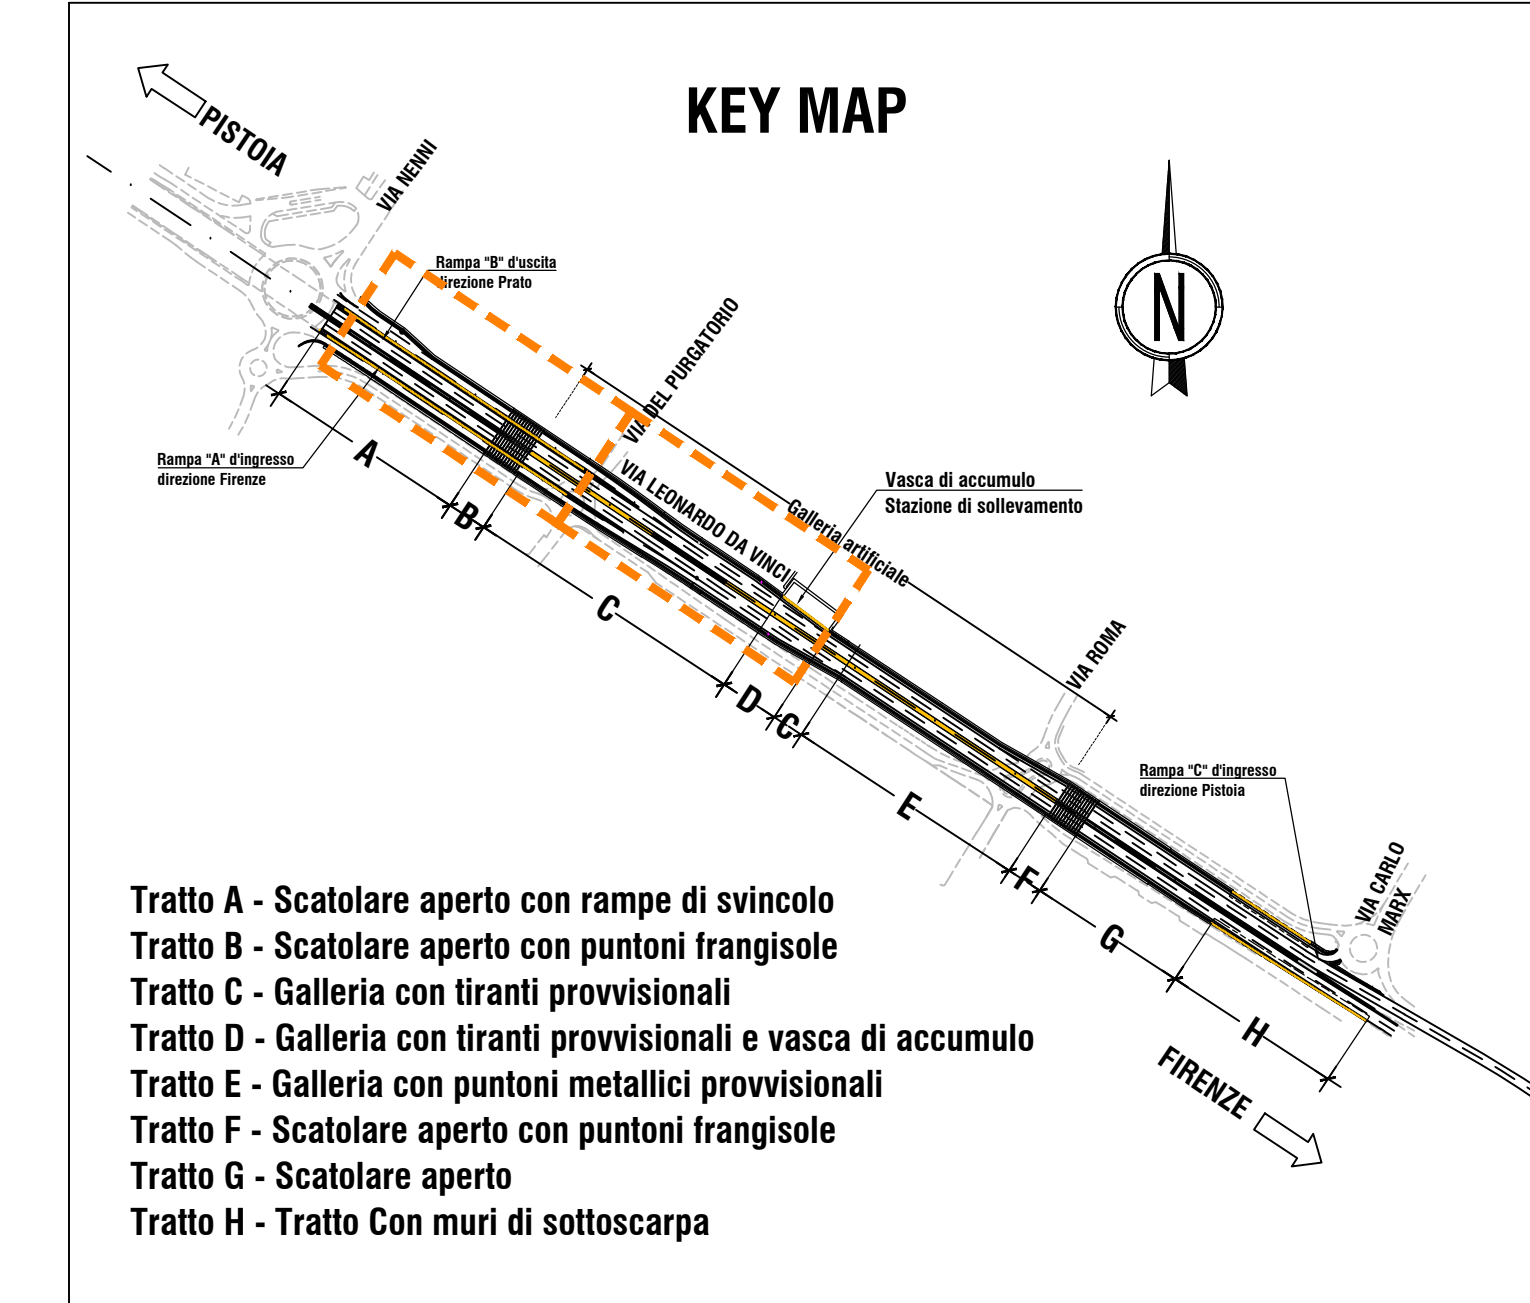 KEY MAP
PISTOIA
VIA NENNI
Rampa "B" d'uscita
direzione Prato
N
VIA DEL PURGATORIO
Rampa "A" d'ingresso
direzione Firenze
A
B
VIA LEONARDO DA VINCI
Vasca di accumulo
Stazione di sollevamento
Galleria artificiale
C
D
C
VIA ROMA
E
Rampa "C" d'ingresso
direzione Pistoia
F
G
VIA CARLO
MARX
H
FIRENZE
Tratto A - Scatolare aperto con rampe di svincolo
Tratto B - Scatolare aperto con puntoni frangisole
Tratto C - Galleria con tiranti provvisionali
Tratto D - Galleria con tiranti provvisionali e vasca di accumulo
Tratto E - Galleria con puntoni metallici provvisionali
Tratto F - Scatolare aperto con puntoni frangisole
Tratto G - Scatolare aperto
Tratto H - Tratto Con muri di sottoscarpa